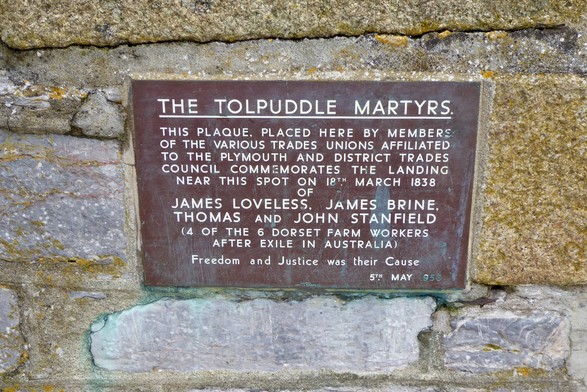 THE TOLPUDDLE MARTYRS.
THIS PLAQUE, PLACED HERE BY MEMBERS
OF THE VARIOUS TRADES UNIONS AFFILIATED
TO THE PLYMOUTH AND DISTRICT TRADES
COUNCIL COMMEMORATES THE LANDING
NEAR THIS SPOT ON 18TH MARCH 1838
OF
JAMES LOVELESS, JAMES BRINE,
THOMAS AND JOHN STANFIELD
(4 OF THE 6 DORSET FARM WORKERS
AFTER EXILE IN AUSTRALIA)
Freedom and Justice was their Cause
5TH MAY